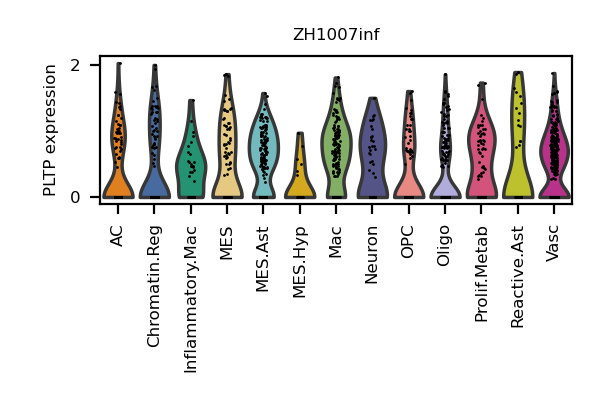 ZH1007inf
PLTP expression
2
0
AC
Chromatin.Reg
Inflammatory.Mac
MES
MES.Ast
MES.Hyp
Mac
Neuron
OPC
Oligo
Prolif.Metab
Reactive.Ast
Vasc